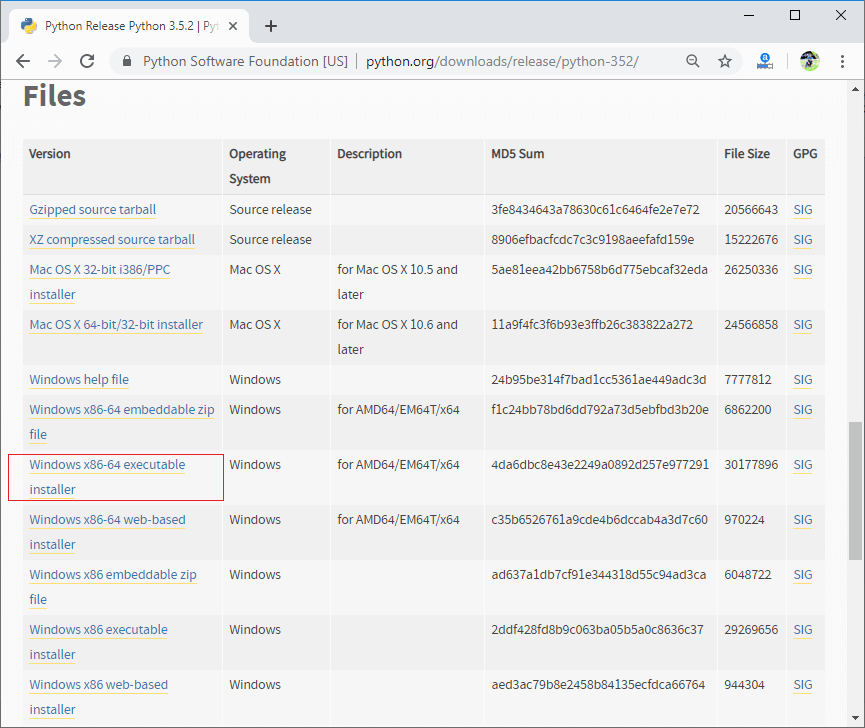 Python Release Python 3.5.2 | Pyt
Python Software Foundation [US] | python.org/downloads/release/python-352/
Files
Version Operating System Description MD5 Sum File Size GPG
Gzipped source tarball Source release 3fe8434643a78630c61c6464fe2e7e72 20566643 SIG
XZ compressed source tarball Source release 8906efbacfcdc7c3c9198aeefafd159e 15222676 SIG
Mac OS X 32-bit i386/PPC installer Mac OS X for Mac OS X 10.5 and later 5ae81eea42bb6758b6d775ebcaf32eda 26250336 SIG
Mac OS X 64-bit/32-bit installer Mac OS X for Mac OS X 10.6 and later 11a9f4fc3f6b93e3ffb26c383822a272 24566858 SIG
Windows help file Windows 24b95be314f7bad1cc5361ae449adc3d 7777812 SIG
Windows x86-64 embeddable zip file Windows for AMD64/EM64T/x64 f1c24bb78bd6dd792a73d5ebfbd3b20e 6862200 SIG
Windows x86-64 executable installer Windows for AMD64/EM64T/x64 4da6dbc8e43e2249a0892d257e977291 30177896 SIG
Windows x86-64 web-based installer Windows for AMD64/EM64T/x64 c35b6526761a9cde4b6dccab4a3d7c60 970224 SIG
Windows x86 embeddable zip file Windows ad637a1db7cf91e344318d55c94ad3ca 6048722 SIG
Windows x86 executable installer Windows 2ddf428fd8b9c063ba05b5a0c8636c37 29269656 SIG
Windows x86 web-based installer Windows aed3ac79b8e2458b84135ecfdca66764 944304 SIG